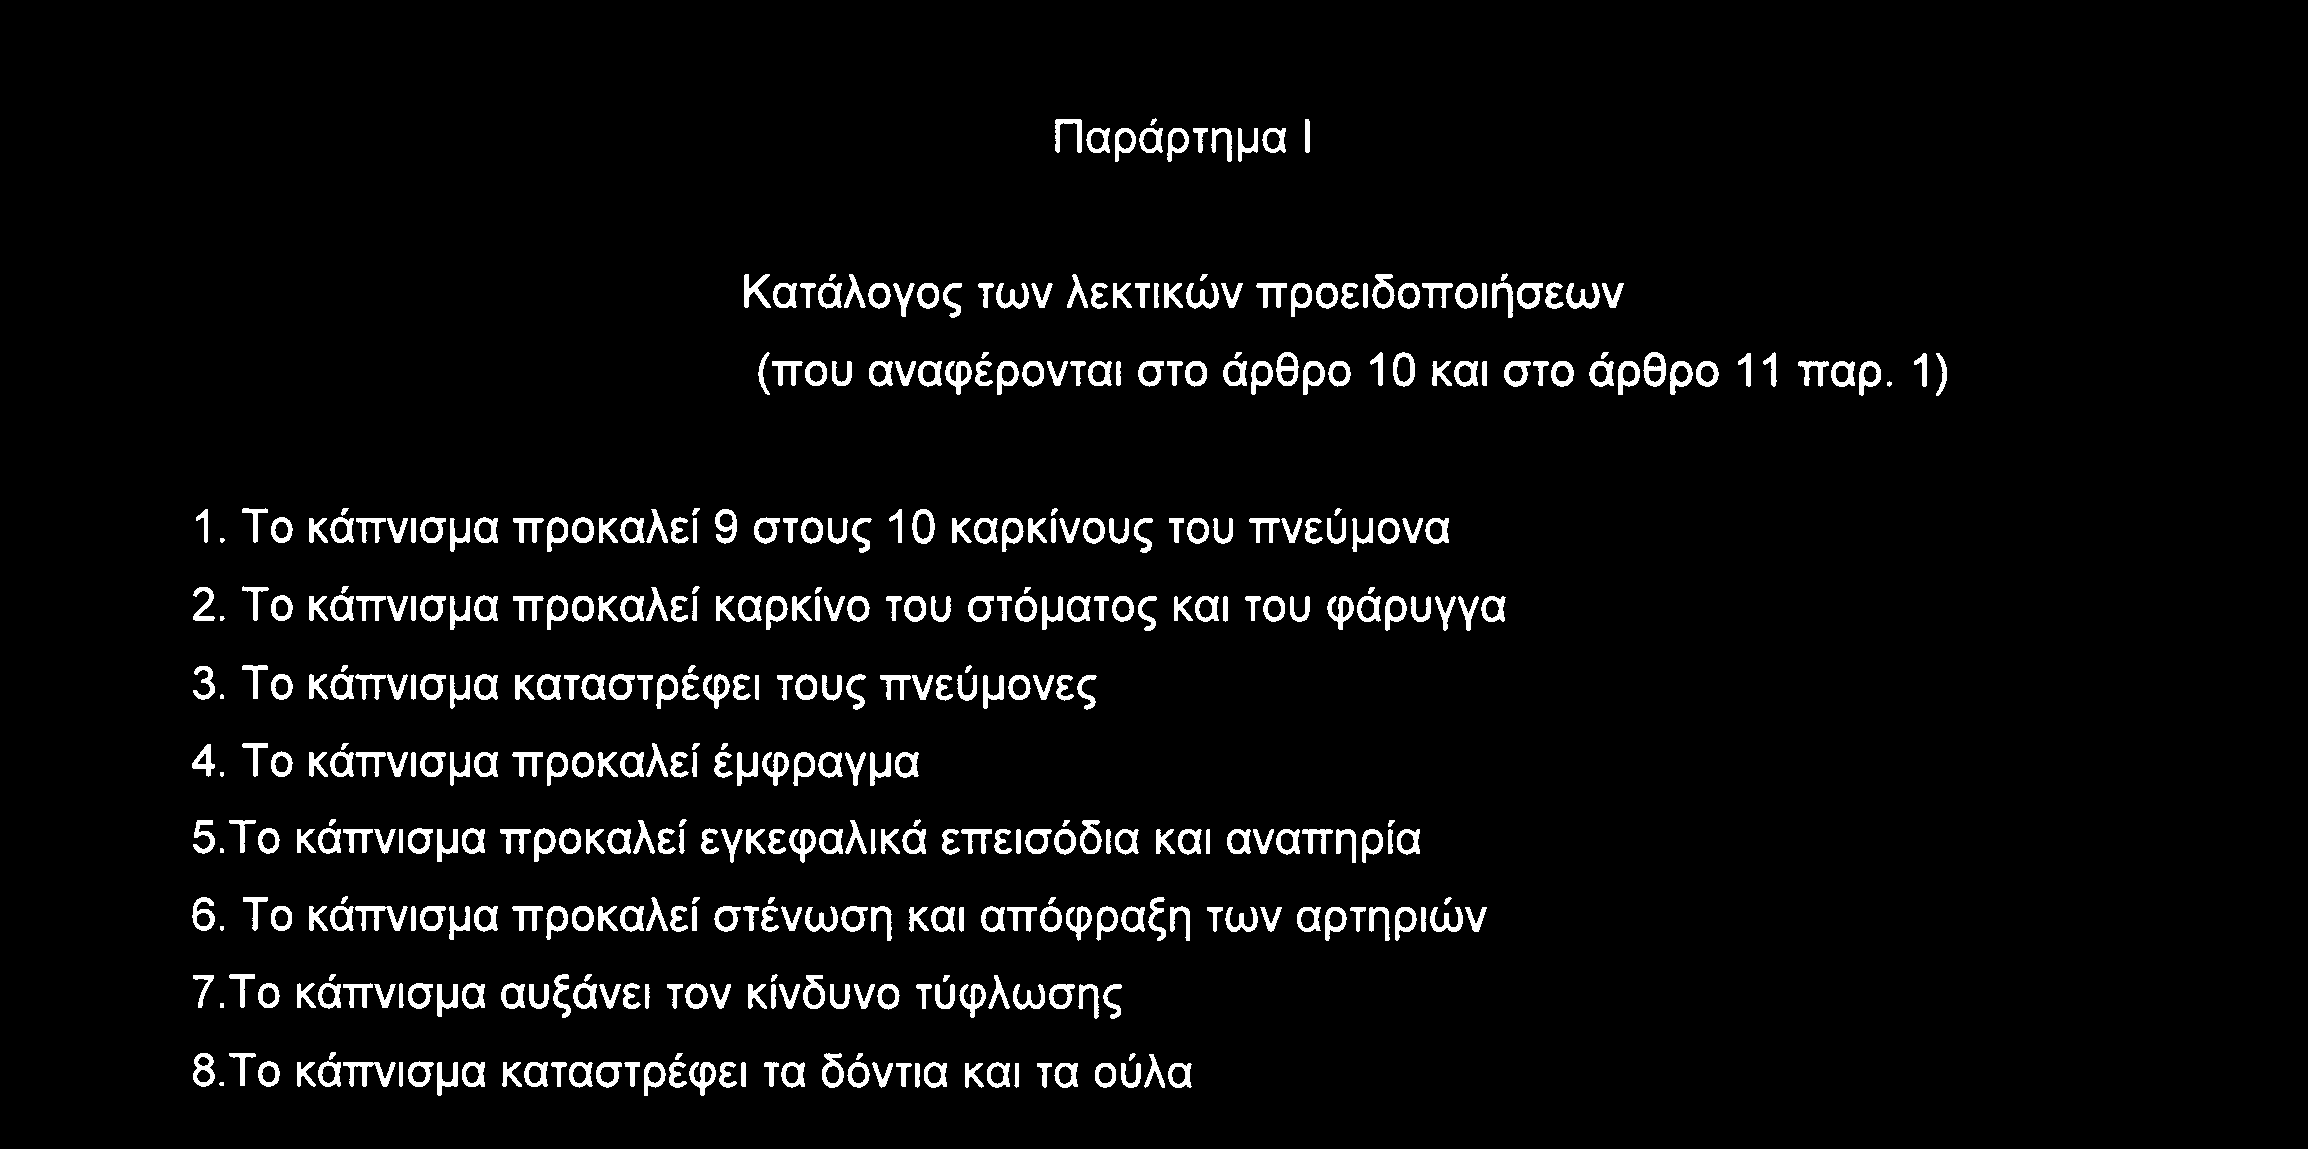 Παράρτημα Ι
Κατάλογος των λεκτικών προειδοποιήσεων
(που αναφέρονται στο άρθρο 10 και στο άρθρο 11 παρ. 1)
1. Το κάπνισμα προκαλεί 9 στους 10 καρκίνους του πνεύμονα
2. Το κάπνισμα προκαλεί καρκίνο του στόματος και του φάρυγγα
3. Το κάπνισμα καταστρέφει τους πνεύμονες
4. Το κάπνισμα προκαλεί έμφραγμα
5.Το κάπνισμα προκαλεί εγκεφαλικά επεισόδια και αναπηρία
6. Το κάπνισμα προκαλεί στένωση και απόφραξη των αρτηριών
7.Το κάπνισμα αυξάνει τον κίνδυνο τύφλωσης
8.Το κάπνισμα καταστρέφει τα δόντια και τα ούλα